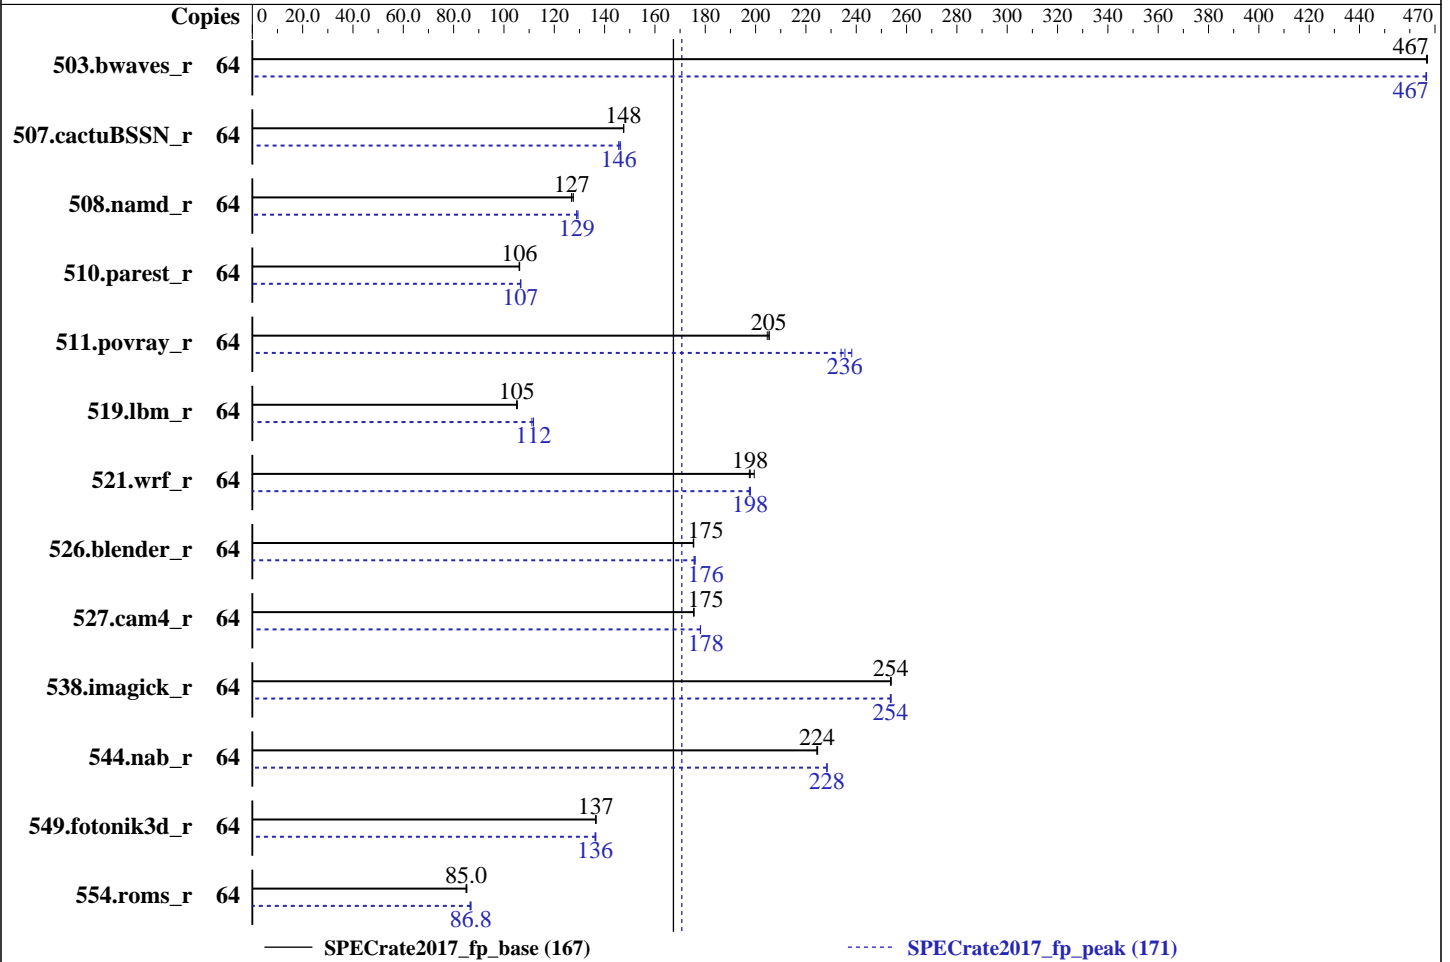 Copies 0 20.0 40.0 60.0 80.0 100 120 140 160 180 200 220 240 260 280 300 320 340 360 380 400 420 440 470
503.bwaves_r 64 467
467
507.cactuBSSN_r 64 148
146
508.namd_r 64 127
129
510.parest_r 64 106
107
511.povray_r 64 205
236
519.lbm_r 64 105
112
521.wrf_r 64 198
198
526.blender_r 64 175
176
527.cam4_r 64 175
178
538.imagick_r 64 254
254
544.nab_r 64 224
228
549.fotonik3d_r 64 137
136
554.roms_r 64 85.0
86.8
SPECrate2017_fp_base (167) SPECrate2017_fp_peak (171)